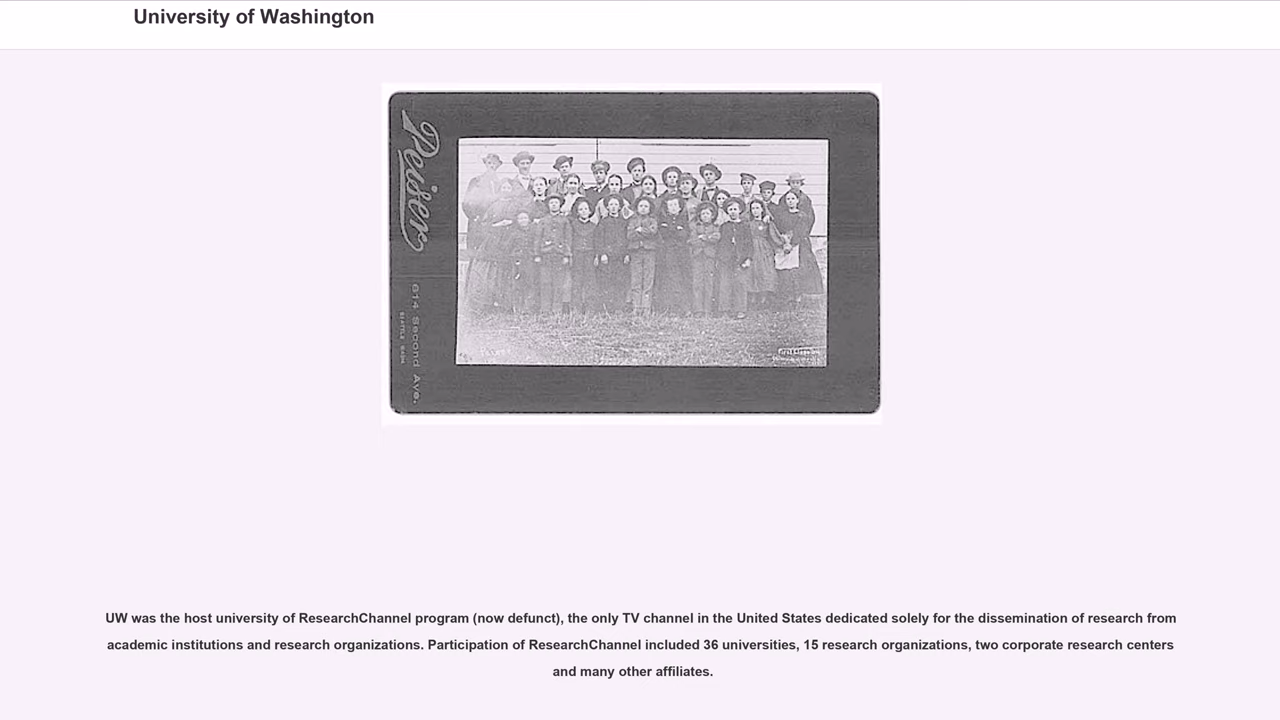 University of Washington
Peiser
614 Second Ave.
SEATTLE WASH.
UW was the host university of ResearchChannel program (now defunct), the only TV channel in the United States dedicated solely for the dissemination of research from
academic institutions and research organizations. Participation of ResearchChannel included 36 universities, 15 research organizations, two corporate research centers
and many other affiliates.